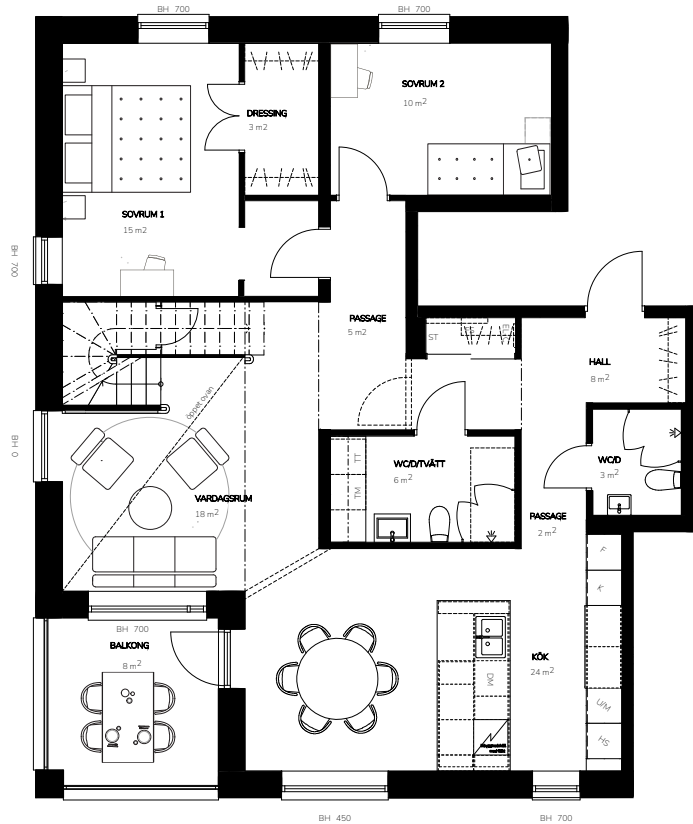 BH 700
BH 700
SOVRUM 2
10 m2
DRESSING
3 m2
SOVRUM 1
15 m2
BH 700
PASSAGE
5 m2
ST
HALL
8 m2
öppet ovan
BH 0
WC/D/TVÄTT
6 m2
TT
TM
WC/D
3 m2
VARDAGSRUM
18 m2
PASSAGE
2 m2
F
K
BH 700
BALKONG
8 m2
KÖK
24 m2
DM
U/M
HS
BH 450
BH 700